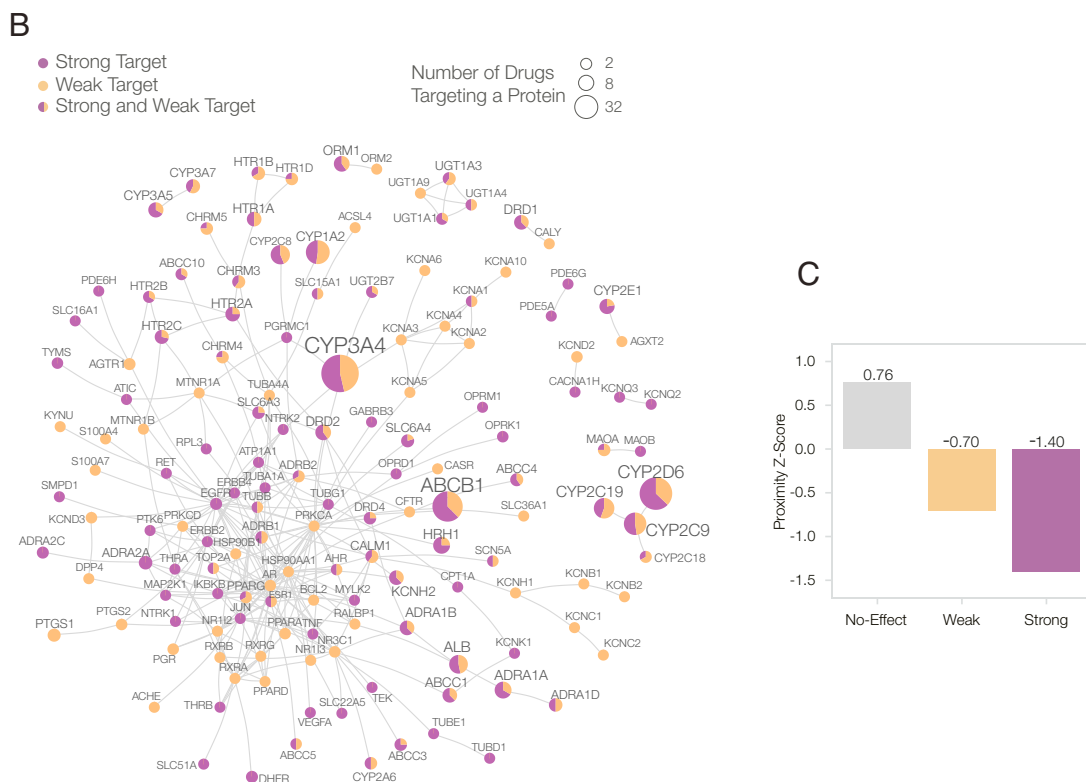 B
Strong Target
Weak Target
Strong and Weak Target
Number of Drugs
Targeting a Protein
2
8
32
ORM1
ORM2
HTR1B
HTR1D
CYP3A7
CYP3A5
UGT1A3
UGT1A9
UGT1A4
UGT1A1
HTR1A
CHRM5
ACSL4
DRD1
CALY
CYP2C8
CYP1A2
ABCC10
CHRM3
SLC15A1
UGT2B7
KCNA6
KCNA10
KCNA1
PDE6H
HTR2B
SLC16A1
HTR2A
HTR2C
PGRMC1
KCNA4
KCNA3
KCNA2
PDE6G
PDE5A
CYP2E1
AGXT2
TYMS
AGTR1
CHRM4
CYP3A4
KCND2
CACNA1H
KCNQ3
KCNQ2
ATIC
MTNR1A
TUBA4A
KCNA5
KYNU
MTNR1B
SLC6A3
NTRK2
DRD2
GABRB3
OPRM1
S100A4
RPL3
SLC6A4
OPRK1
MAOA
MAOB
S100A7
RET
ATP1A1
ADRB2
OPRD1
CASR
ABCC4
SMPD1
ERBB4
EGFR
TUBA1A
TUBB
TUBG1
ABCB1
CYP2D6
CYP2C19
CYP2C9
CYP2C18
KCND3
PTK6
PRKCD
PRKCA
CFTR
SLC36A1
DRD4
ADRA2C
ERBB2
ADRB1
HSP90B1
HRH1
ADRA2A
THRA
TOP2A
HSP90AA1
CALM1
SCN5A
DPP4
AHR
AR
MAP2K1
IKBKB
PPARG
ESR1
BCL2
MYLK2
KCNH2
CPT1A
KCNH1
KCNB1
KCNB2
PTGS2
PTGS1
NTRK1
JUN
NR1I2
PPARA
TNF
RALBP1
ADRA1B
KCNC1
KCNC2
PGR
RXRB
RXRG
NR1I3
NR3C1
ALB
KCNK1
RXRA
PPARD
ACHE
THRB
VEGFA
SLC22A5
TEK
ABCC1
ADRA1A
ADRA1D
TUBE1
TUBD1
SLC51A
DHFR
ABCC5
CYP2A6
ABCC3
C
Proximity Z-Score
1.0
0.5
0.0
-0.5
-1.0
-1.5
0.76
-0.70
-1.40
No-Effect
Weak
Strong